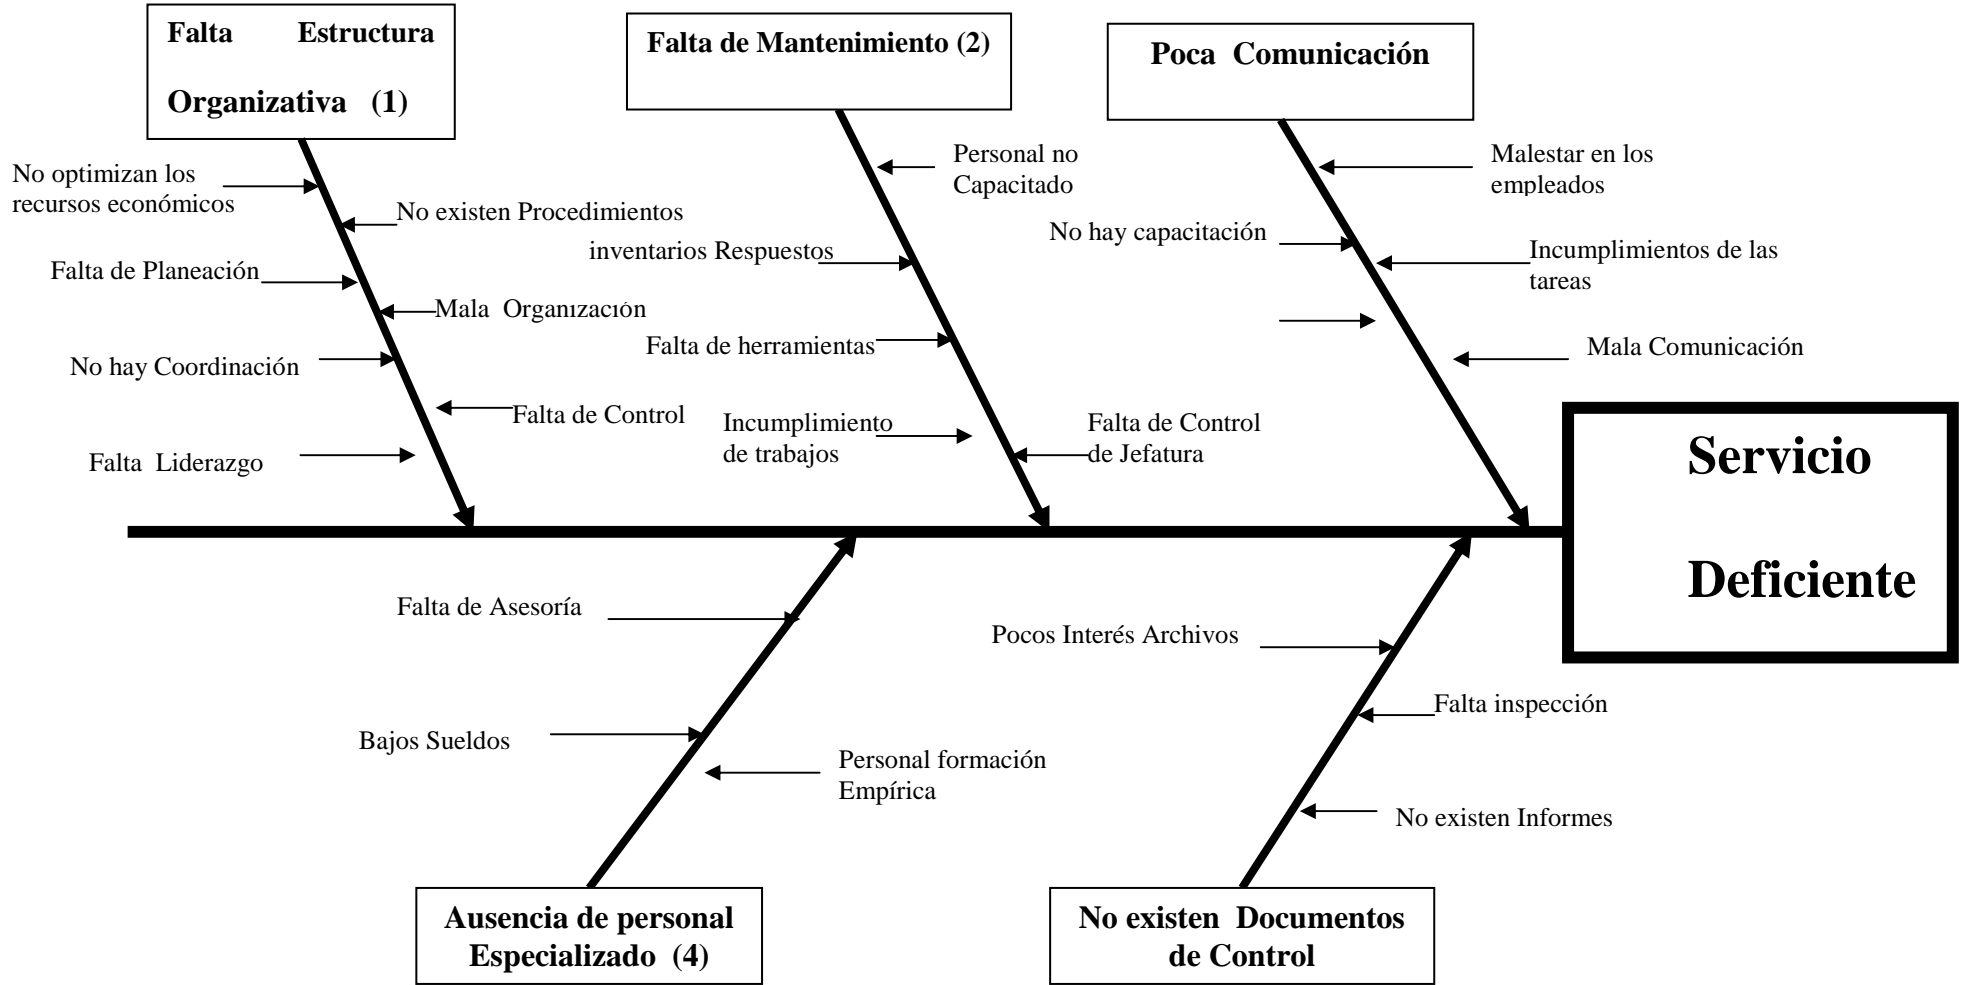 Falta Estructura
Organizativa (1)
Falta de Mantenimiento (2)
Poca Comunicación
No optimizan los
recursos económicos
No existen Procedimientos
Falta de Planeación
Mala Organización
No hay Coordinación
Falta de Control
Falta Liderazgo
Personal no
Capacitado
inventarios Respuestos
Falta de herramientas
Incumplimiento
de trabajos
Falta de Control
de Jefatura
Malestar en los
empleados
No hay capacitación
Incumplimientos de las
tareas
Mala Comunicación
Servicio
Deficiente
Falta de Asesoría
Bajos Sueldos
Personal formación
Empírica
Pocos Interés Archivos
Falta inspección
No existen Informes
Ausencia de personal
Especializado (4)
No existen Documentos
de Control